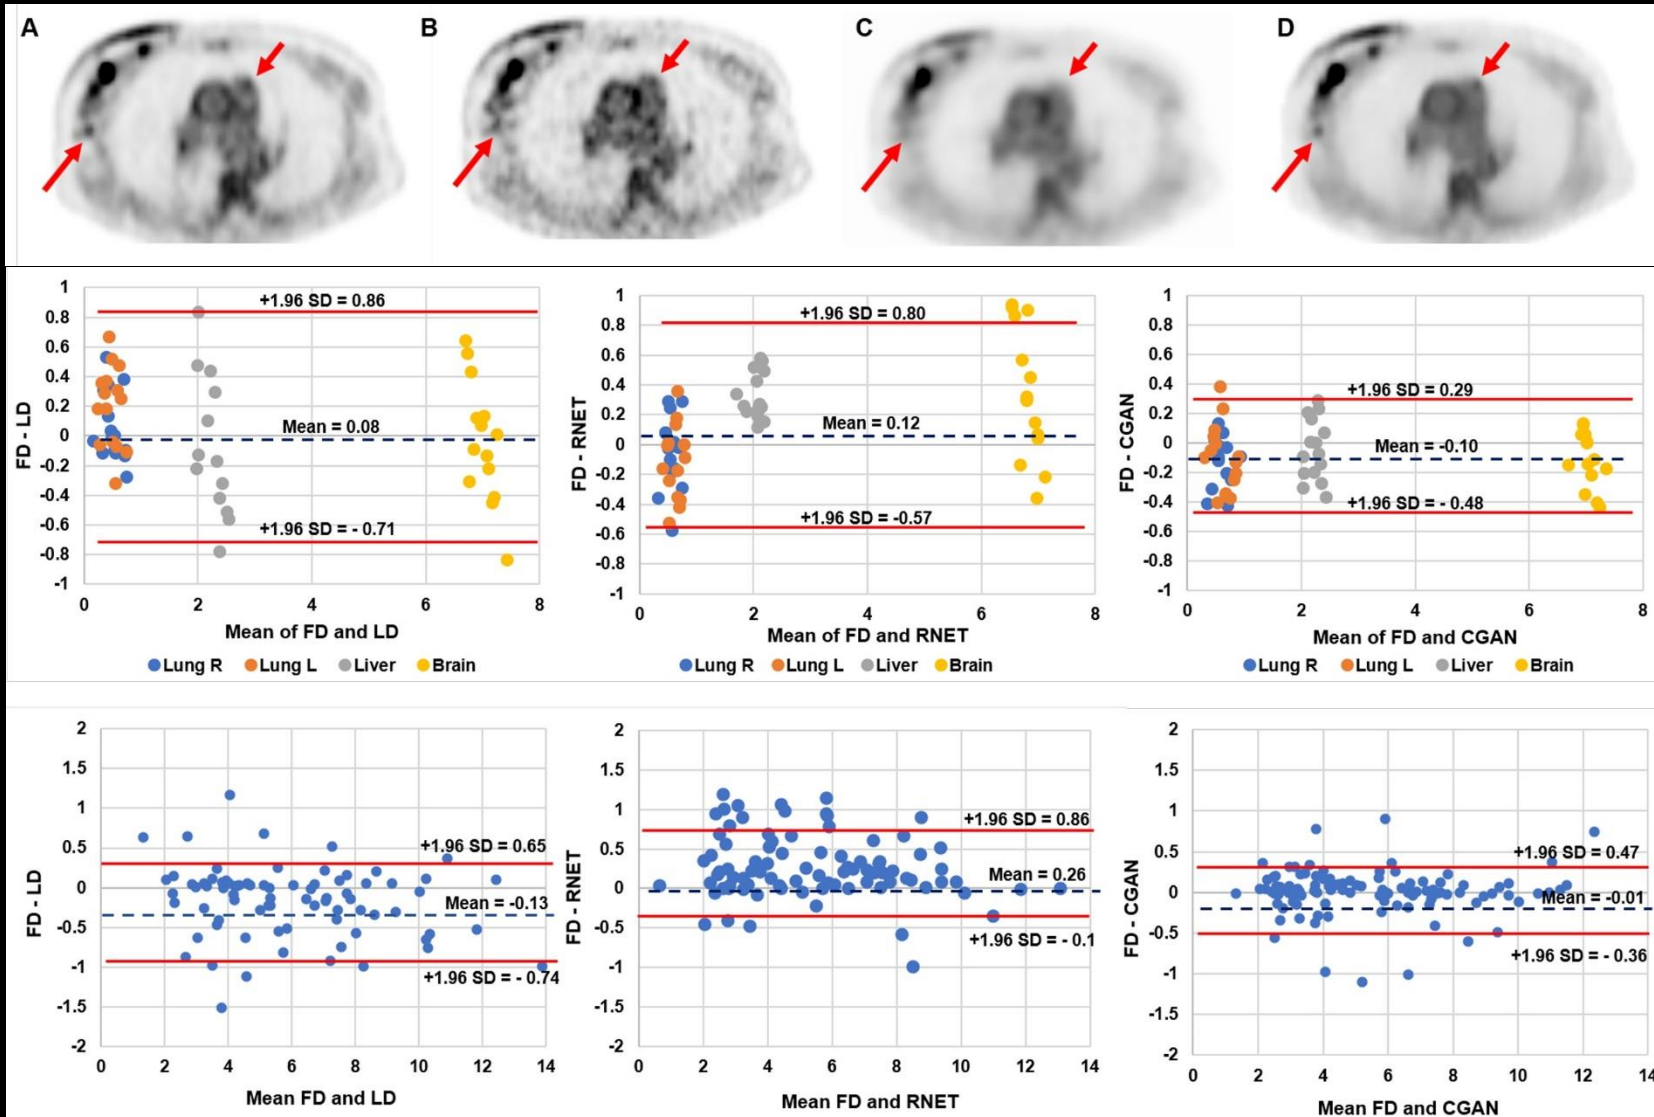 A B C D
FD - LD
1
0.8
0.6
0.4
0.2
0
-0.2
-0.4
-0.6
-0.8
-1
+1.96 SD = 0.86
Mean = 0.08
+1.96 SD = - 0.71
0 2 4 6 8
Mean of FD and LD
Lung R Lung L Liver Brain
FD - RNET
1
0.8
0.6
0.4
0.2
0
-0.2
-0.4
-0.6
-0.8
-1
+1.96 SD = 0.80
Mean = 0.12
+1.96 SD = -0.57
0 2 4 6 8
Mean of FD and RNET
Lung R Lung L Liver Brain
FD - CGAN
1
0.8
0.6
0.4
0.2
0
-0.2
-0.4
-0.6
-0.8
-1
+1.96 SD = 0.29
Mean = -0.10
+1.96 SD = - 0.48
0 2 4 6 8
Mean of FD and CGAN
Lung R Lung L Liver Brain
FD - LD
2
1.5
1
0.5
0
-0.5
-1
-1.5
-2
+1.96 SD = 0.65
Mean = -0.13
+1.96 SD = - 0.74
0 2 4 6 8 10 12 14
Mean FD and LD
FD - RNET
2
1.5
1
0.5
0
-0.5
-1
-1.5
-2
+1.96 SD = 0.86
Mean = 0.26
+1.96 SD = - 0.1
0 2 4 6 8 10 12 14
Mean FD and RNET
FD - CGAN
2
1.5
1
0.5
0
-0.5
-1
-1.5
-2
+1.96 SD = 0.47
Mean = -0.01
+1.96 SD = - 0.36
0 2 4 6 8 10 12 14
Mean FD and CGAN